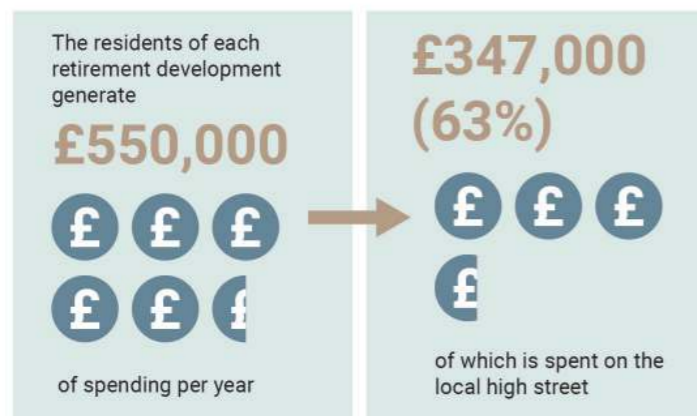 The residents of each
retirement development
generate
£550,000
£ £ £
£ £ £
of spending per year
£347,000
(63%)
£ £ £
£
of which is spent on the
local high street